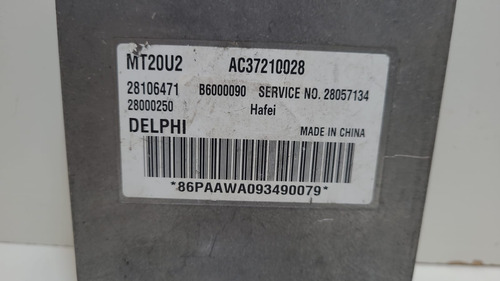 MT20U2 AC37210028
28106471 B6000090 SERVICE NO. 28057134
28000250 Hafei
DELPHI MADE IN CHINA
*86PAAWA093490079*